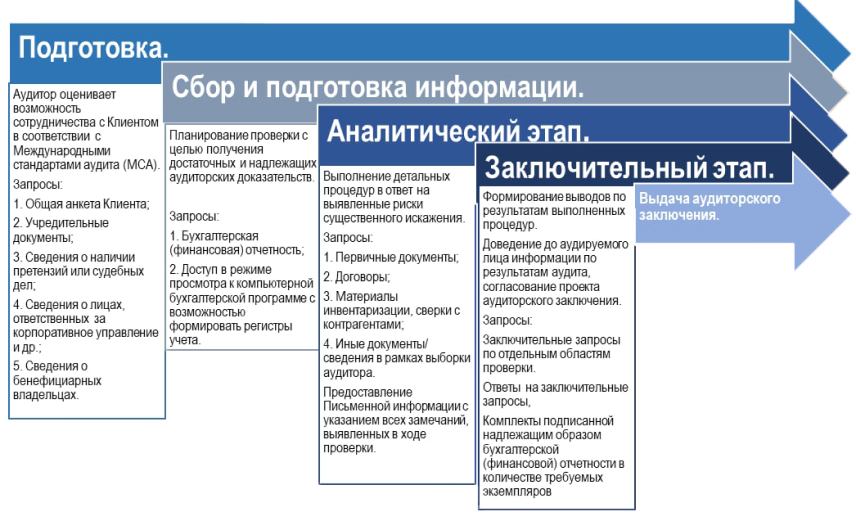 Подготовка.
Аудитор оценивает
возможность
сотрудничества с Клиентом
в соответствии с
Международными
стандартами аудита (МСА).
Запросы:
1. Общая анкета Клиента;
2. Учредительные
документы;
3. Сведения о наличии
претензий или судебных
дел;
4. Сведения о лицах,
ответственных за
корпоративное управление
и др.;
5. Сведения о
бенефициарных
владельцах.
Сбор и подготовка информации.
Планирование проверки с
целью получения
достаточных и надлежащих
аудиторских доказательств.
Запросы:
1. Бухгалтерская
(финансовая) отчетность;
2. Доступ в режиме
просмотра к компьютерной
бухгалтерской программе с
возможностью
формировать регистры
учета.
Аналитический этап.
Выполнение детальных
процедур в ответ на
выявленные риски
существенного искажения.
Запросы:
1. Первичные документы;
2. Договоры;
3. Материалы
инвентаризации, сверки с
контрагентами;
4. Иные документы/
сведения в рамках выборки
аудитора.
Предоставление
Письменной информации с
указанием всех замечаний,
выявленных в ходе
проверки.
Заключительный этап.
Формирование выводов по
результатам выполненных
процедур.
Доведение до аудируемого
лица информации по
результатам аудита,
согласование проекта
аудиторского заключения.
Запросы:
Заключительные запросы
по отдельным областям
проверки.
Ответы на заключительные
запросы,
Комплекты подписанной
надлежащим образом
бухгалтерской
(финансовой) отчетности в
количестве требуемых
экземпляров
Выдача аудиторского
заключения.